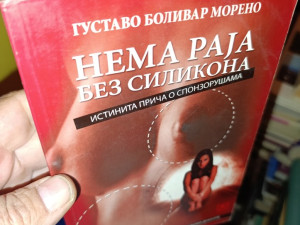 ГУСТАВО БОЛИВАР МОРЕНО
НЕМА РАЈА
БЕЗ СИЛИКОНА
ИСТИНИТА ПРИЧА О СПОНЗОРУШАМА